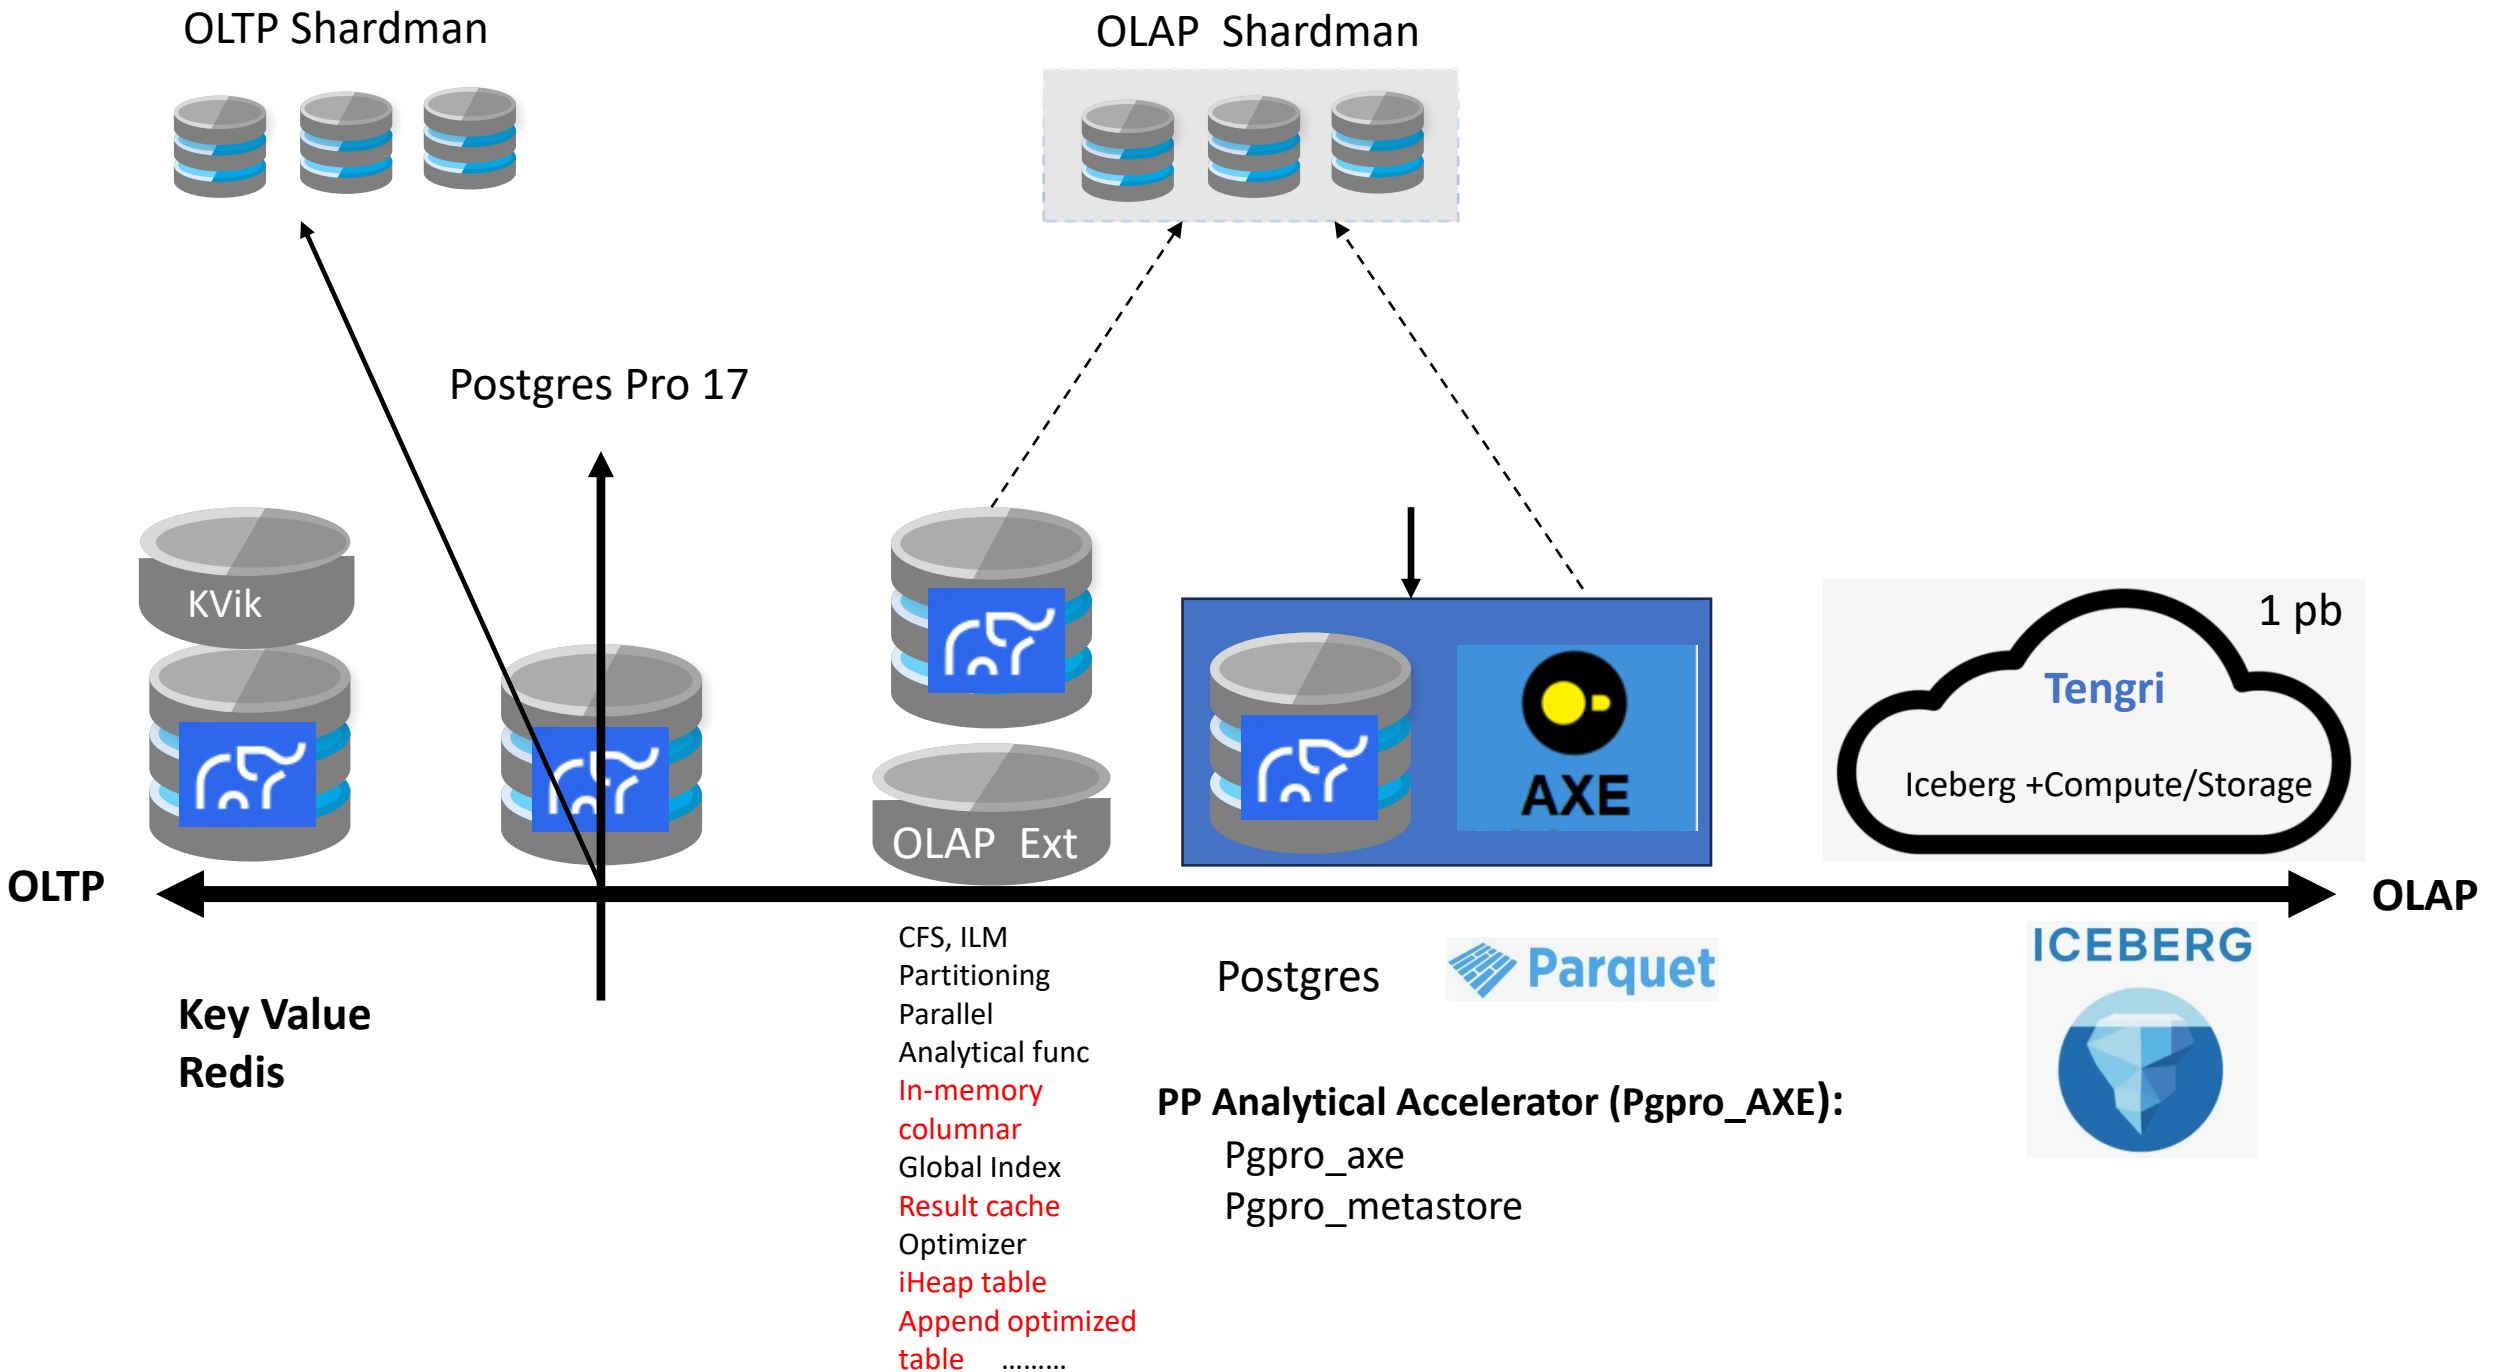 OLTP Shardman
OLAP Shardman
Postgres Pro 17
KVik
OLAP Ext
AXE
1 pb
Tengri
Iceberg +Compute/Storage
OLTP
OLAP
Key Value
Redis
CFS, ILM
Partitioning
Parallel
Analytical func
In-memory
columnar
Global Index
Result cache
Optimizer
iHeap table
Append optimized
table ………
Postgres
Parquet
PP Analytical Accelerator (Pgpro_AXE):
Pgpro_axe
Pgpro_metastore
ICEBERG